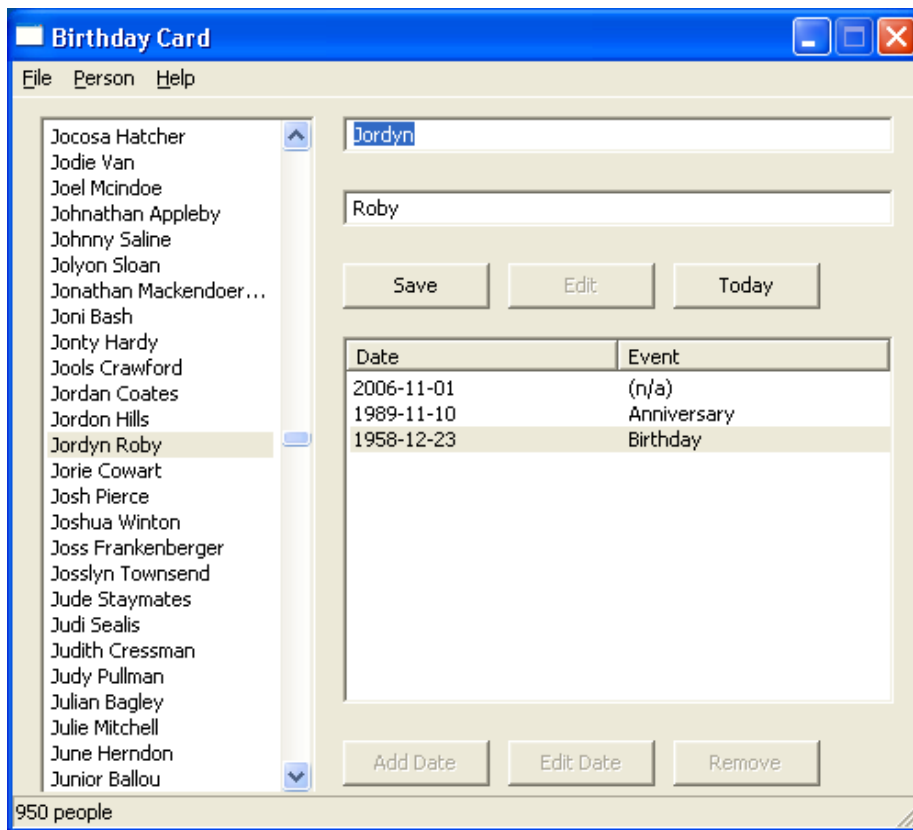 Birthday Card
File Person Help
Jocosa Hatcher
Jodie Van
Joel Mcindoe
Johnathan Appleby
Johnny Saline
Jolyon Sloan
Jonathan Mackendoer...
Joni Bash
Jonty Hardy
Jools Crawford
Jordan Coates
Jordon Hills
Jordyn Roby
Jorie Cowart
Josh Pierce
Joshua Winton
Joss Frankenberger
Josslyn Townsend
Jude Staymates
Judi Sealis
Judith Cressman
Judy Pullman
Julian Bagley
Julie Mitchell
June Herndon
Junior Ballou
Jordyn
Roby
Save Edit Today
Date Event
2006-11-01 (n/a)
1989-11-10 Anniversary
1958-12-23 Birthday
Add Date Edit Date Remove
950 people